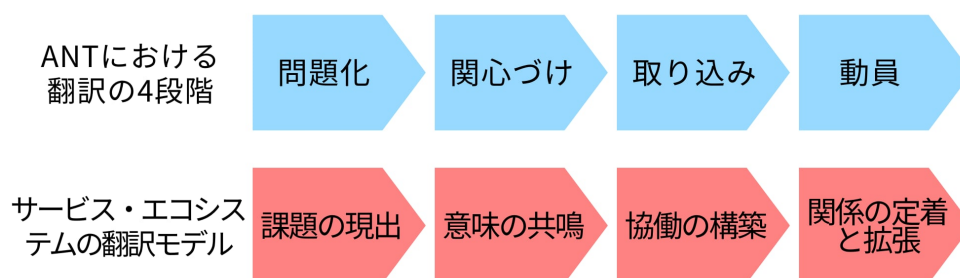 ANTにおける
翻訳の4段階
問題化
関心づけ
取り込み
動員
サービス・エコシス
テムの翻訳モデル
課題の現出
意味の共鳴
協働の構築
関係の定着
と拡張